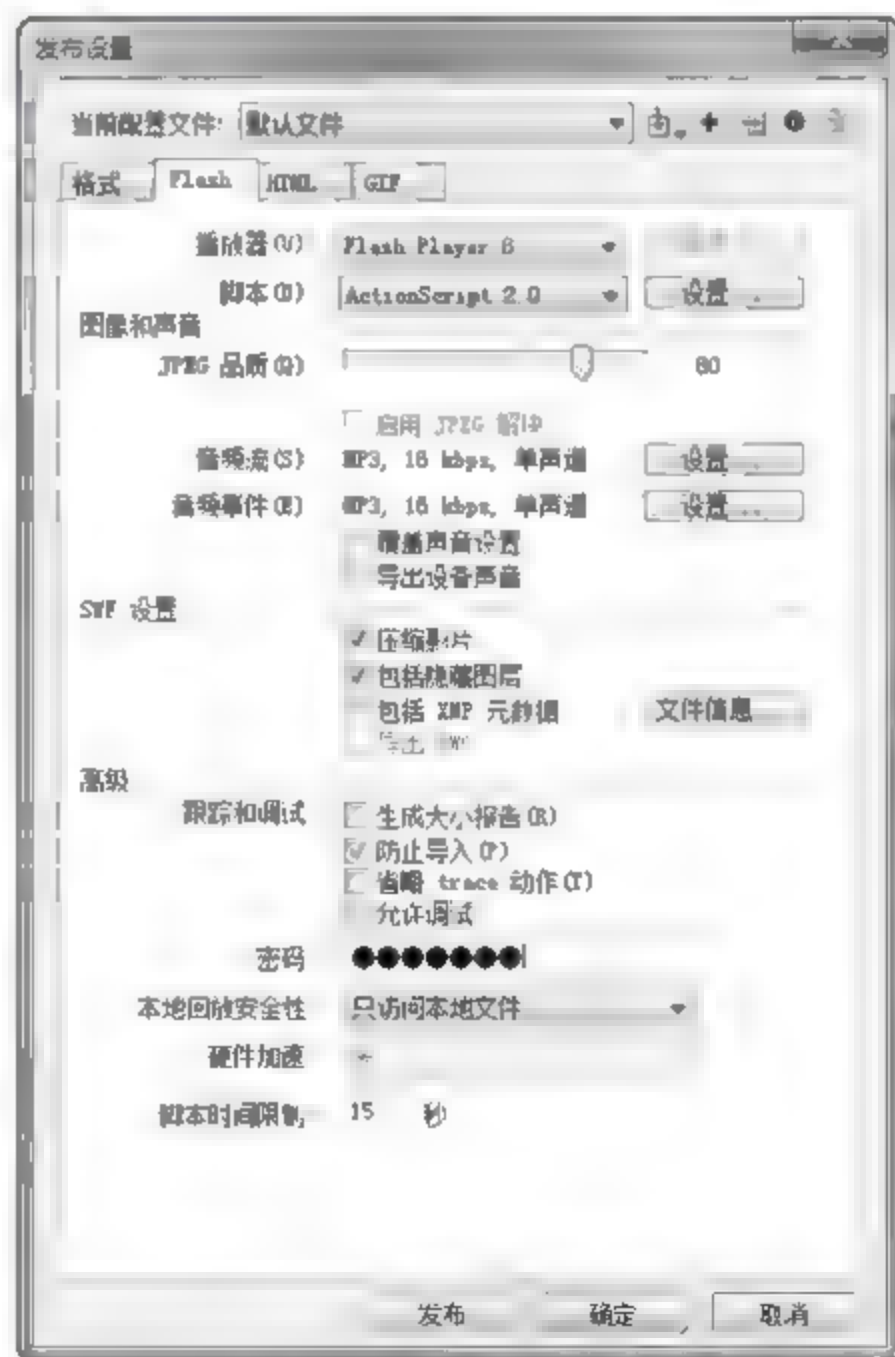 发布设置
当前配置文件: 默认文件
格式 Flash HTML GIF
播放器(V) Flash Player 8
脚本(U) ActionScript 2.0 设置
图像和声音
JPEG 品质(Q) 80
启用 JPEG 解块
音频流(S) MP3, 16 kbps, 单声道 设置...
音频事件(E) MP3, 16 kbps, 单声道 设置...
覆盖声音设置
导出设备声音
SWF 设置
压缩影片
包括隐藏图层
包括 XMP 元数据 文件信息
高级
跟踪和调试 生成大小报告(R)
防止导入(P)
省略 trace 动作(T)
允许调试
密码 ●●●●●●●
本地回放安全性 只访问本地文件
硬件加速
脚本时间限制: 15 秒
发布 确定 取消